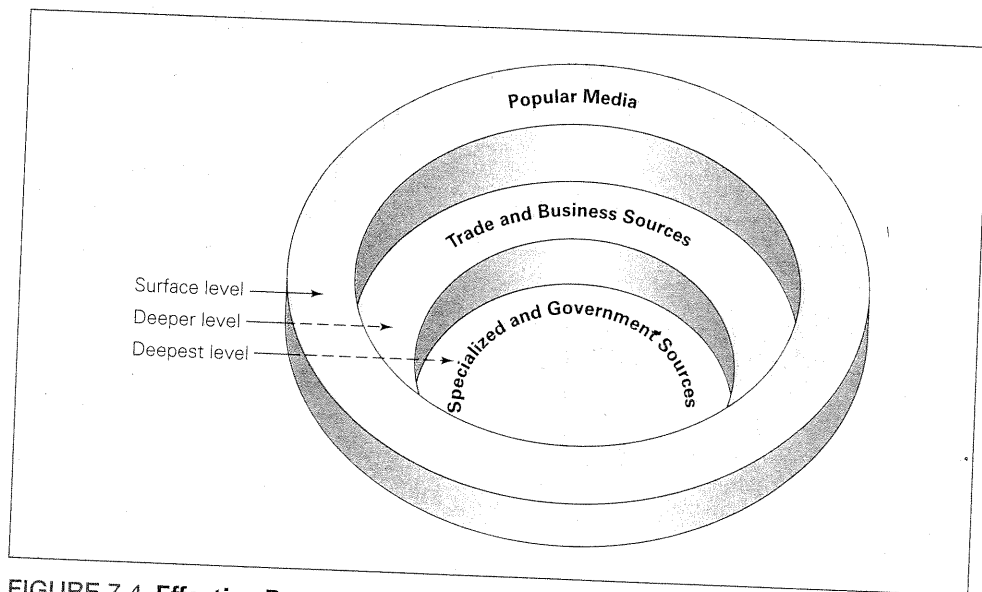 Popular Media
Trade and Business Sources
Specialized and Government Sources
Surface level
Deeper level
Deepest level
FIGURE 7.4 Effective